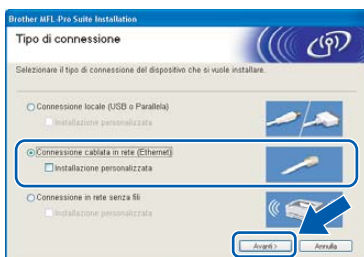 Brother MFL-Pro Suite Installation
Tipo di connessione
Selezionare il tipo di connessione del dispositivo che si vuole installare.
Connessione locale (USB o Parallela)
Installazione personalizzata
Connessione cablata in rete (Ethernet)
Installazione personalizzata
Connessione in rete senza fili
Installazione personalizzata
Avanti > Annulla